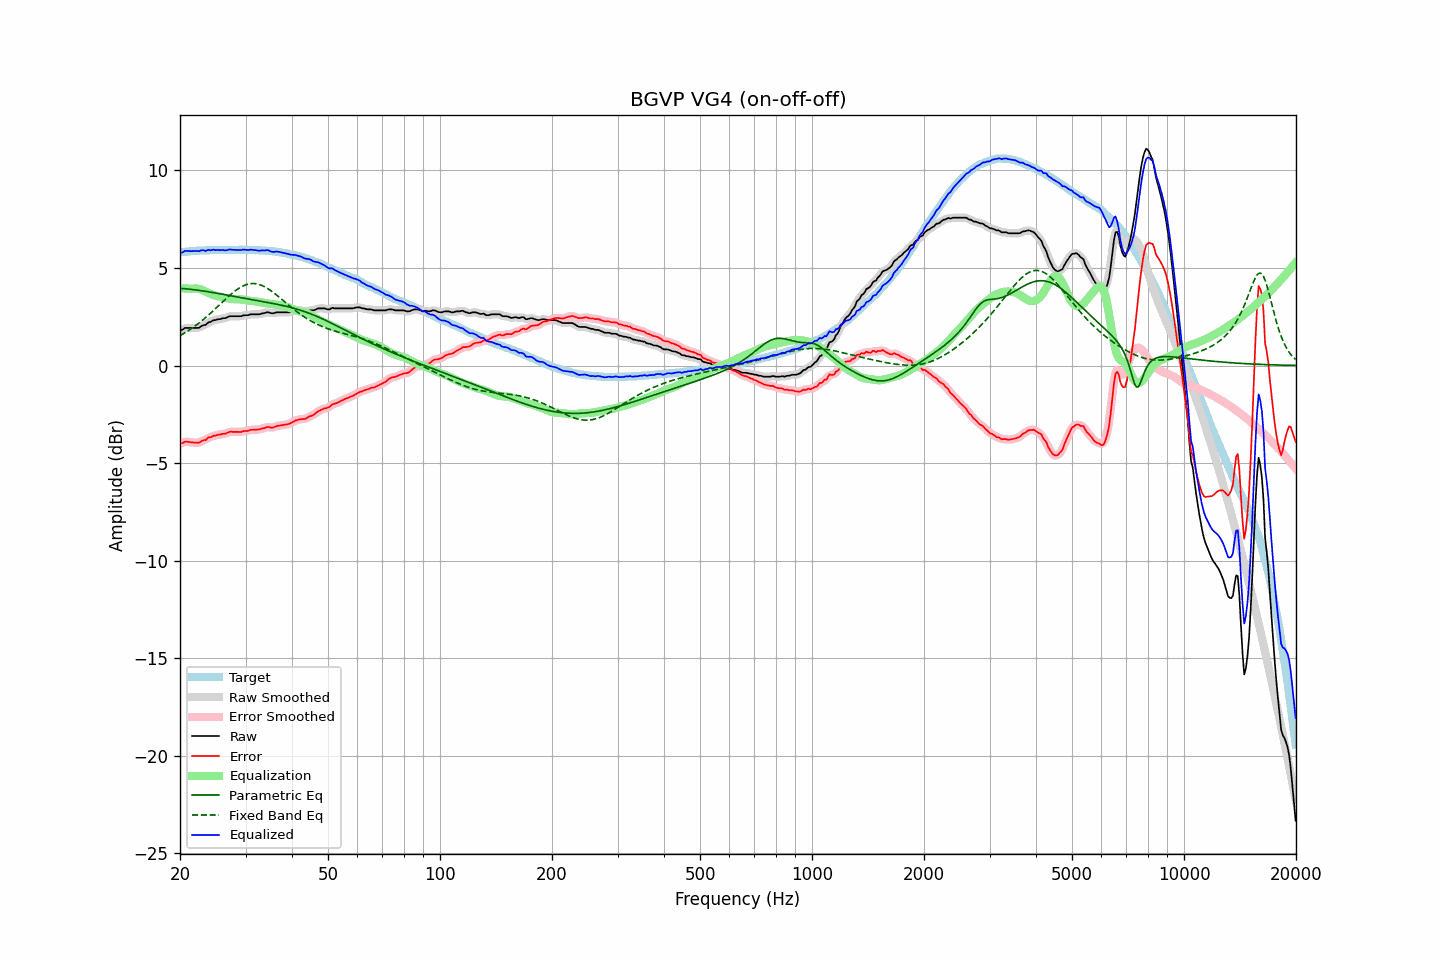 BGVP VG4 (on-off-off)
Amplitude (dBr)
10
5
0
−5
−10
−15
−20
−25
Target
Raw Smoothed
Error Smoothed
Raw
Error
Equalization
Parametric Eq
Fixed Band Eq
Equalized
20 50 100 200 500 1000 2000 5000 10000 20000
Frequency (Hz)